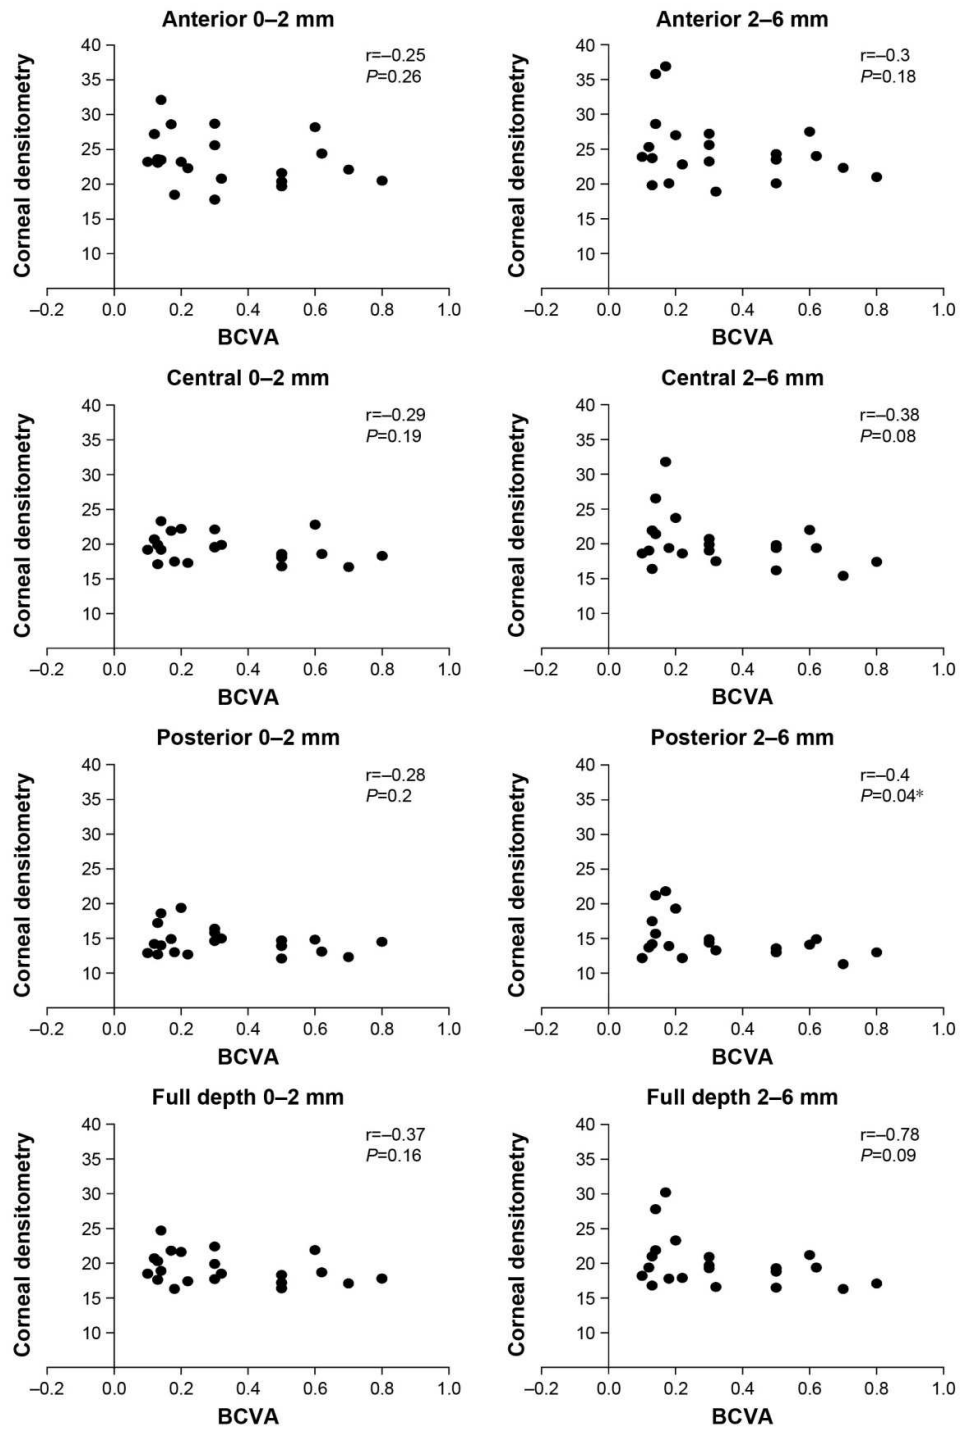 Anterior 0–2 mm
Corneal densitometry
40
35
30
25
20
15
10
r=–0.25
P=0.26
–0.2 0.0 0.2 0.4 0.6 0.8 1.0
BCVA
Anterior 2–6 mm
Corneal densitometry
40
35
30
25
20
15
10
r=–0.3
P=0.18
–0.2 0.0 0.2 0.4 0.6 0.8 1.0
BCVA
Central 0–2 mm
Corneal densitometry
40
35
30
25
20
15
10
r=–0.29
P=0.19
–0.2 0.0 0.2 0.4 0.6 0.8 1.0
BCVA
Central 2–6 mm
Corneal densitometry
40
35
30
25
20
15
10
r=–0.38
P=0.08
–0.2 0.0 0.2 0.4 0.6 0.8 1.0
BCVA
Posterior 0–2 mm
Corneal densitometry
40
35
30
25
20
15
10
r=–0.28
P=0.2
–0.2 0.0 0.2 0.4 0.6 0.8 1.0
BCVA
Posterior 2–6 mm
Corneal densitometry
40
35
30
25
20
15
10
r=–0.4
P=0.04*
–0.2 0.0 0.2 0.4 0.6 0.8 1.0
BCVA
Full depth 0–2 mm
Corneal densitometry
40
35
30
25
20
15
10
r=–0.37
P=0.16
–0.2 0.0 0.2 0.4 0.6 0.8 1.0
BCVA
Full depth 2–6 mm
Corneal densitometry
40
35
30
25
20
15
10
r=–0.78
P=0.09
–0.2 0.0 0.2 0.4 0.6 0.8 1.0
BCVA